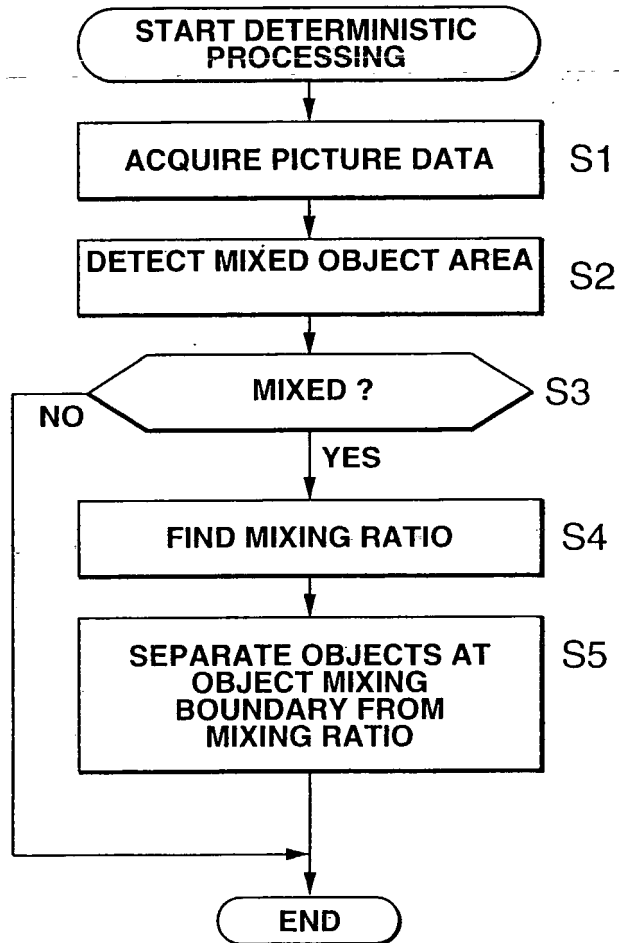 START DETERMINISTIC
PROCESSING
ACQUIRE PICTURE DATA
S1
DETECT MIXED OBJECT AREA
S2
MIXED ?
S3
NO
YES
FIND MIXING RATIO
S4
SEPARATE OBJECTS AT
OBJECT MIXING
BOUNDARY FROM
MIXING RATIO
S5
END